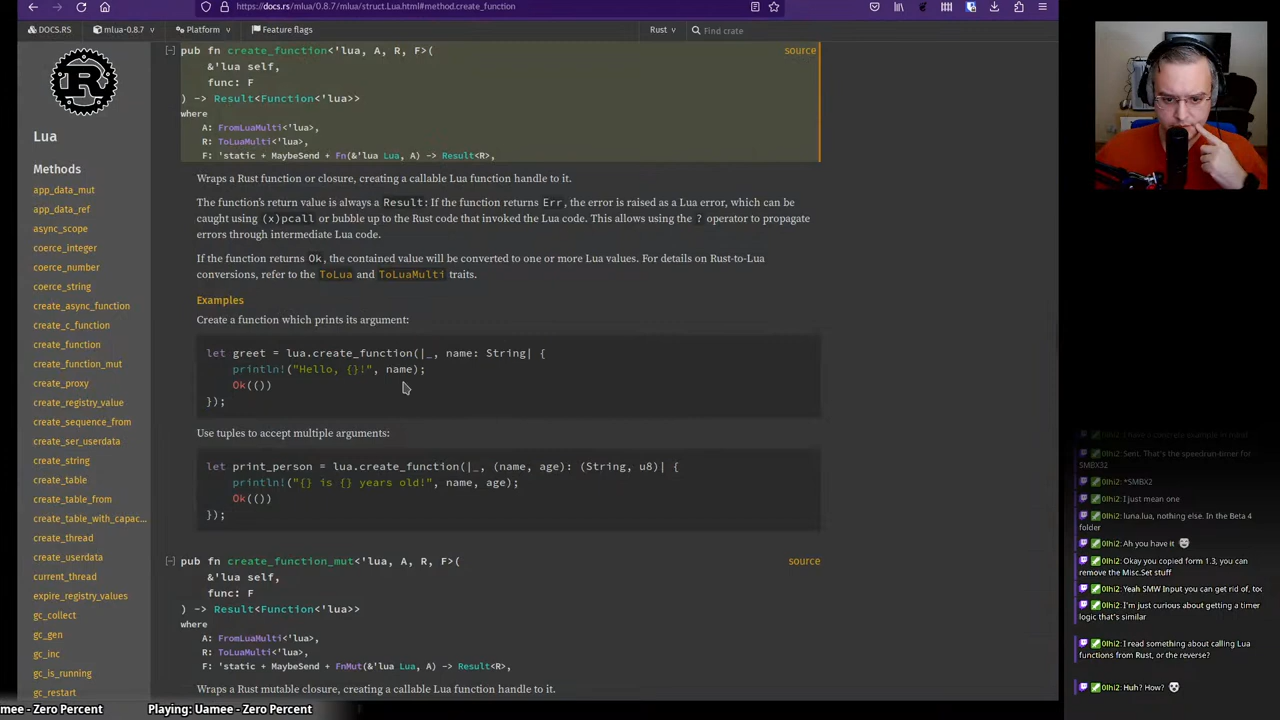 https://docs.rs/mlua/0.8.7/mlua/struct.Lua.html#method.create_function
DOCS.RS
mlua-0.8.7
Platform
Feature flags
Rust
Find crate
Lua
Methods
app_data_mut
app_data_ref
async_scope
coerce_integer
coerce_number
coerce_string
create_async_function
create_c_function
create_function
create_function_mut
create_proxy
create_registry_value
create_sequence_from
create_ser_userdata
create_string
create_table
create_table_from
create_table_with_capac...
create_thread
create_userdata
current_thread
expire_registry_values
gc_collect
gc_gen
gc_inc
gc_is_running
gc_restart
[-] pub fn create_function<'lua, A, R, F>(
source
&'lua self,
func: F
) -> Result<Function<'lua>>
where
A: FromLuaMulti<'lua>,
R: ToLuaMulti<'lua>,
F: 'static + MaybeSend + Fn(&'lua Lua, A) -> Result<R>,
Wraps a Rust function or closure, creating a callable Lua function handle to it.
The function's return value is always a Result: If the function returns Err, the error is raised as a Lua error, which can be
caught using (x)pcall or bubble up to the Rust code that invoked the Lua code. This allows using the ? operator to propagate
errors through intermediate Lua code.
If the function returns Ok, the contained value will be converted to one or more Lua values. For details on Rust-to-Lua
conversions, refer to the ToLua and ToLuaMulti traits.
Examples
Create a function which prints its argument:
let greet = lua.create_function(|_, name: String| {
println!("Hello, {}!", name);
Ok(())
});
Use tuples to accept multiple arguments:
let print_person = lua.create_function(|_, (name, age): (String, u8)| {
println!("{} is {} years old!", name, age);
Ok(())
});
[-] pub fn create_function_mut<'lua, A, R, F>(
source
&'lua self,
func: F
) -> Result<Function<'lua>>
where
A: FromLuaMulti<'lua>,
R: ToLuaMulti<'lua>,
F: 'static + MaybeSend + FnMut(&'lua Lua, A) -> Result<R>,
Wraps a Rust mutable closure, creating a callable Lua function handle to it.
0lhi2: Sent. That's the speedrun-timer for
SMBX32
0lhi2: *SMBX2
0lhi2: I just mean one
0lhi2: luna.lua, nothing else. In the Beta 4
folder
0lhi2: Ah you have it
0lhi2: Okay you copied form 1.3, you can
remove the Misc.Set stuff
0lhi2: Yeah SMW Input you can get rid of, too
0lhi2: I'm just curious about getting a timer
logic that's similar
0lhi2: I read something about calling Lua
functions from Rust, or the reverse?
0lhi2: Huh? How?
mee - Zero Percent
Playing: Uamee - Zero Percent